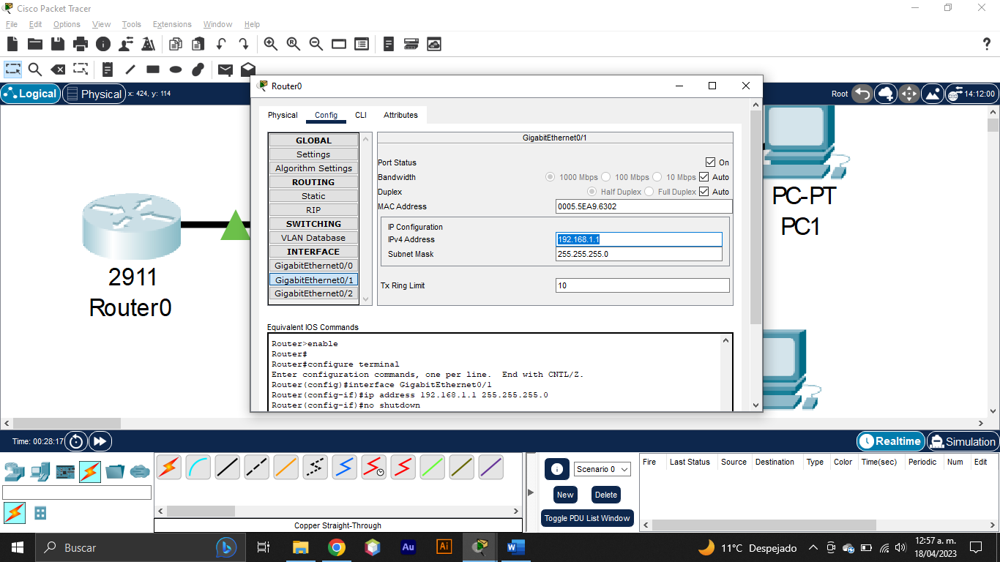 Cisco Packet Tracer
File Edit Options View Tools Extensions Window Help
Logical Physical x: 424, y: 114
Root 14:12:00
2911
Router0
PC-PT
PC1
Router0
Physical Config CLI Attributes
GLOBAL
Settings
Algorithm Settings
ROUTING
Static
RIP
SWITCHING
VLAN Database
INTERFACE
GigabitEthernet0/0
GigabitEthernet0/1
GigabitEthernet0/2
GigabitEthernet0/1
Port Status On
Bandwidth 1000 Mbps 100 Mbps 10 Mbps Auto
Duplex Half Duplex Full Duplex Auto
MAC Address 0005.5EA9.6302
IP Configuration
IPv4 Address 192.168.1.1
Subnet Mask 255.255.255.0
Tx Ring Limit 10
Equivalent IOS Commands
Router>enable
Router#
Router#configure terminal
Enter configuration commands, one per line. End with CNTL/Z.
Router(config)#interface GigabitEthernet0/1
Router(config-if)#ip address 192.168.1.1 255.255.255.0
Router(config-if)#no shutdown
Time: 00:28:17
Realtime Simulation
Copper Straight-Through
Scenario 0
New Delete
Toggle PDU List Window
Fire Last Status Source Destination Type Color Time(sec) Periodic Num Edit
Buscar
Au
Ai
W
11°C Despejado
12:57 a. m.
18/04/2023